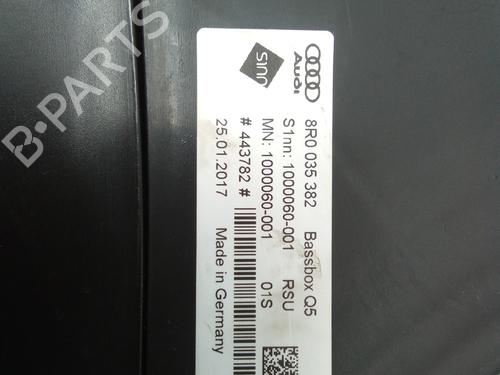 Audi
S1nn
8R0 035 382 Bassbox Q5
S1nn: 1000060-001 RSU
MN: 1000060-001 01S
# 443782 #
25.01.2017 Made in Germany
B-PARTS